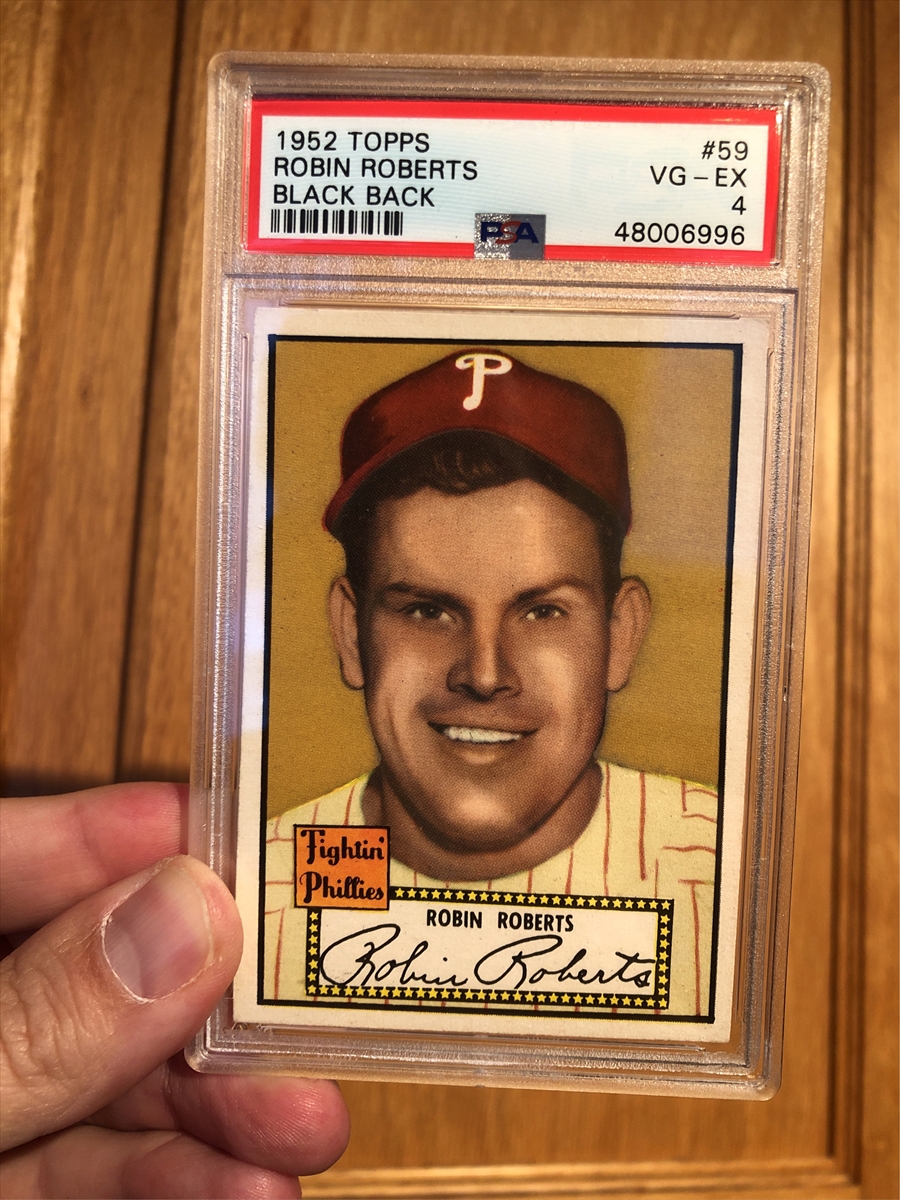 1952 TOPPS #59
ROBIN ROBERTS VG-EX
BLACK BACK 4
PSA 48006996
P
Fightin'
Phillies
ROBIN ROBERTS
Robin Roberts